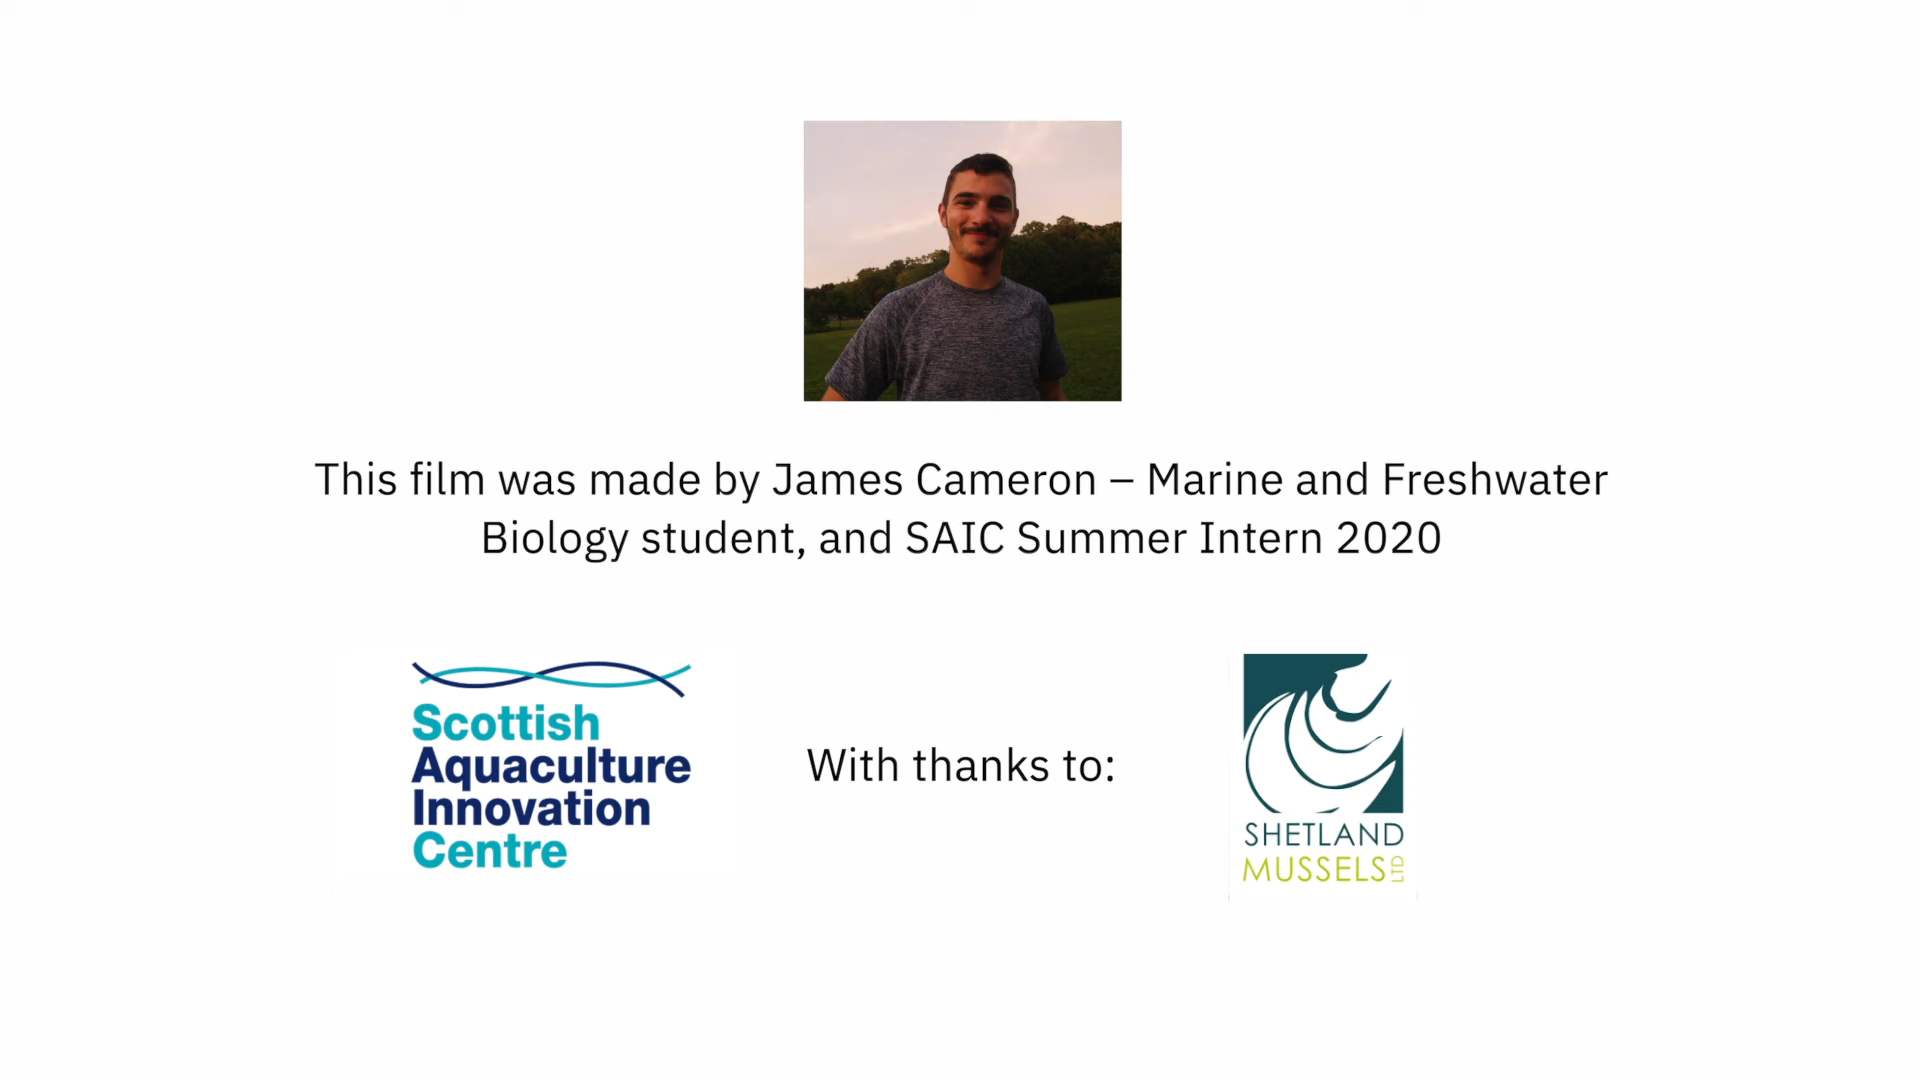 This film was made by James Cameron – Marine and Freshwater
Biology student, and SAIC Summer Intern 2020
Scottish
Aquaculture
Innovation
Centre
With thanks to:
SHETLAND
MUSSELS LTD